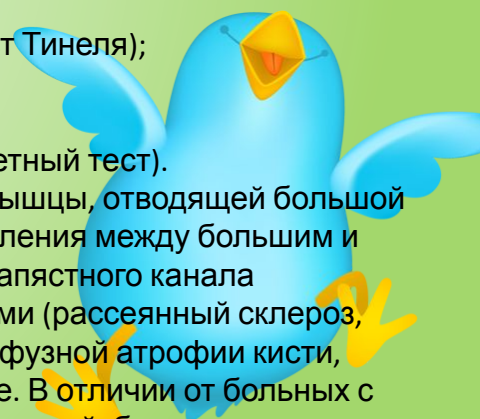 т Тинеля);
етный тест).
ышцы, отводящей большой
ления между большим и
апястного канала
ми (рассеянный склероз,
фузной атрофии кисти,
е. В отличии от больных с